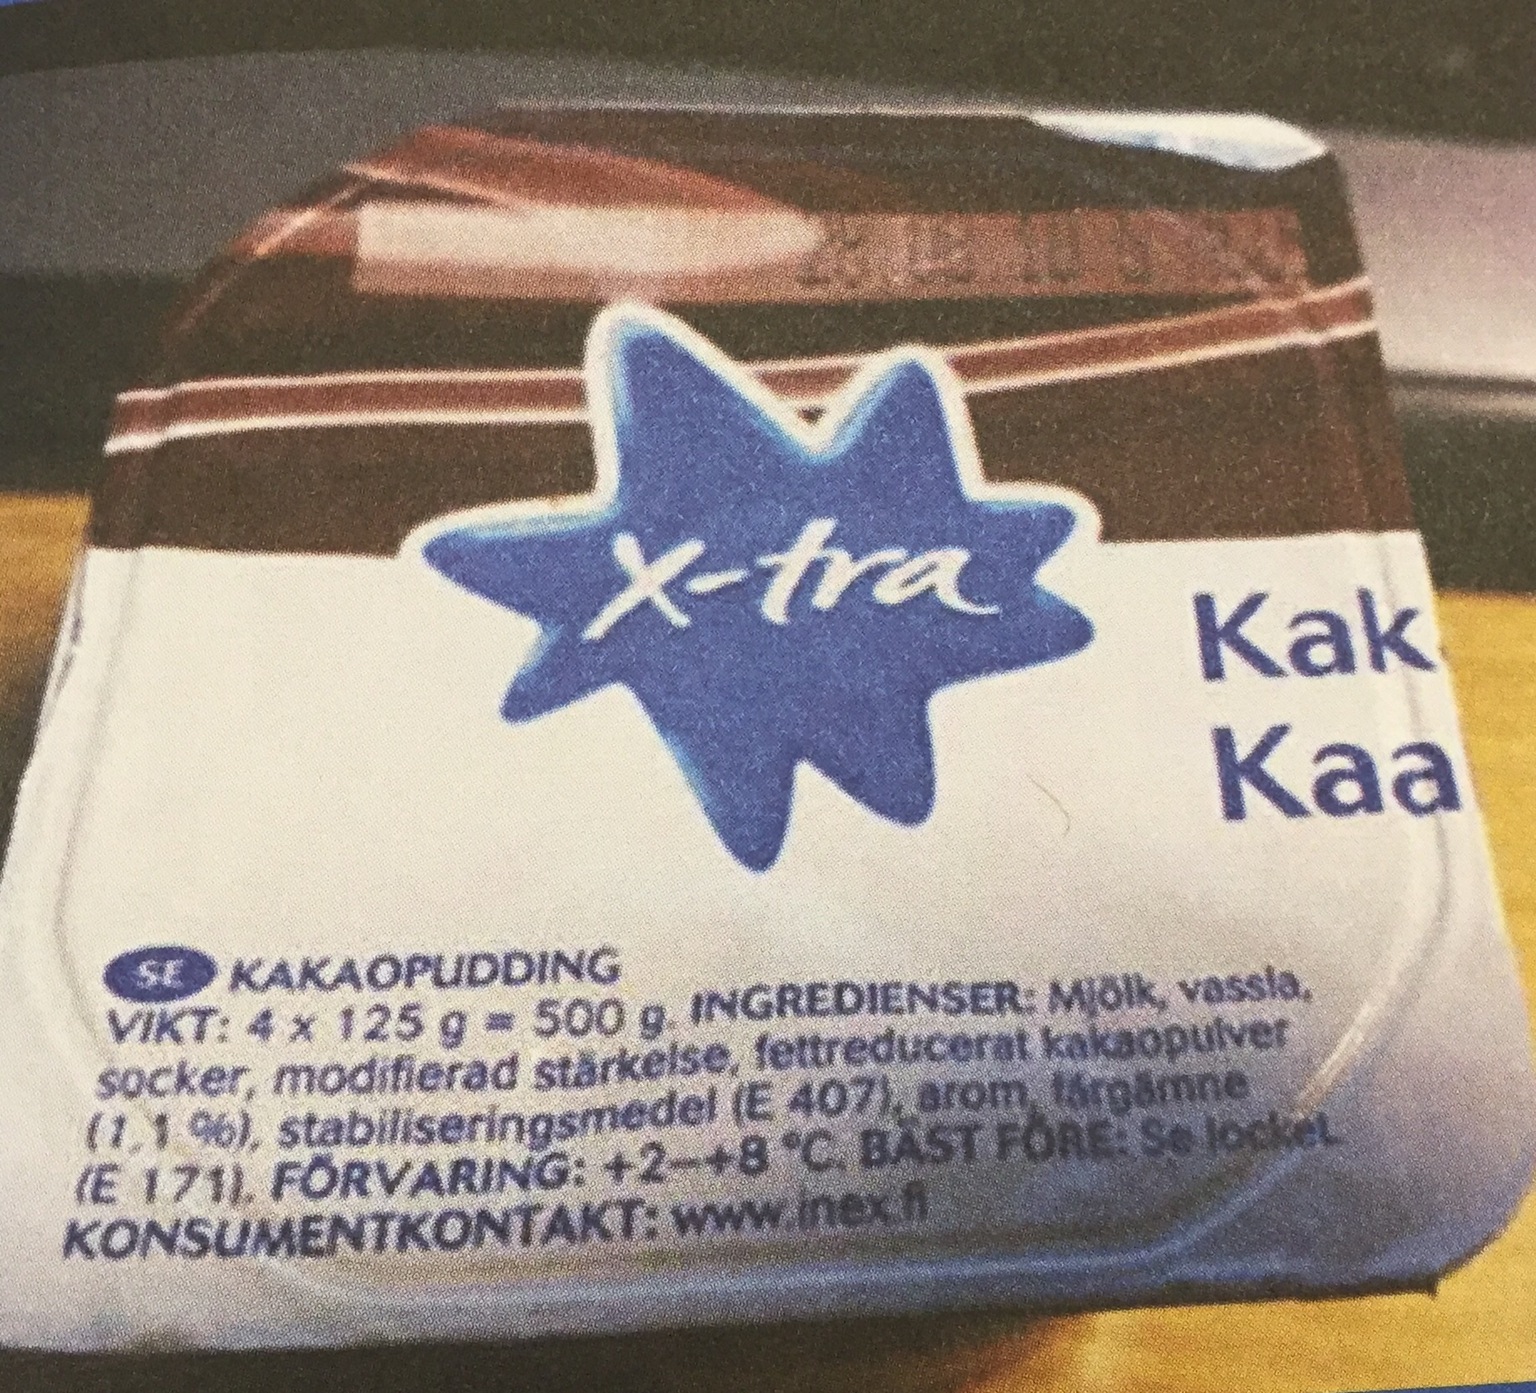 x-tra
Kak
Kaa
SE KAKAOPUDDING
VIKT: 4 x 125 g = 500 g. INGREDIENSER: Mjölk, vassla,
socker, modifierad stärkelse, fettreducerat kakaopulver
(1,1 %), stabiliseringsmedel (E 407), arom, färgämne
(E 171). FÖRVARING: +2–+8 °C. BÄST FÖRE: Se locket.
KONSUMENTKONTAKT: www.inex.fi